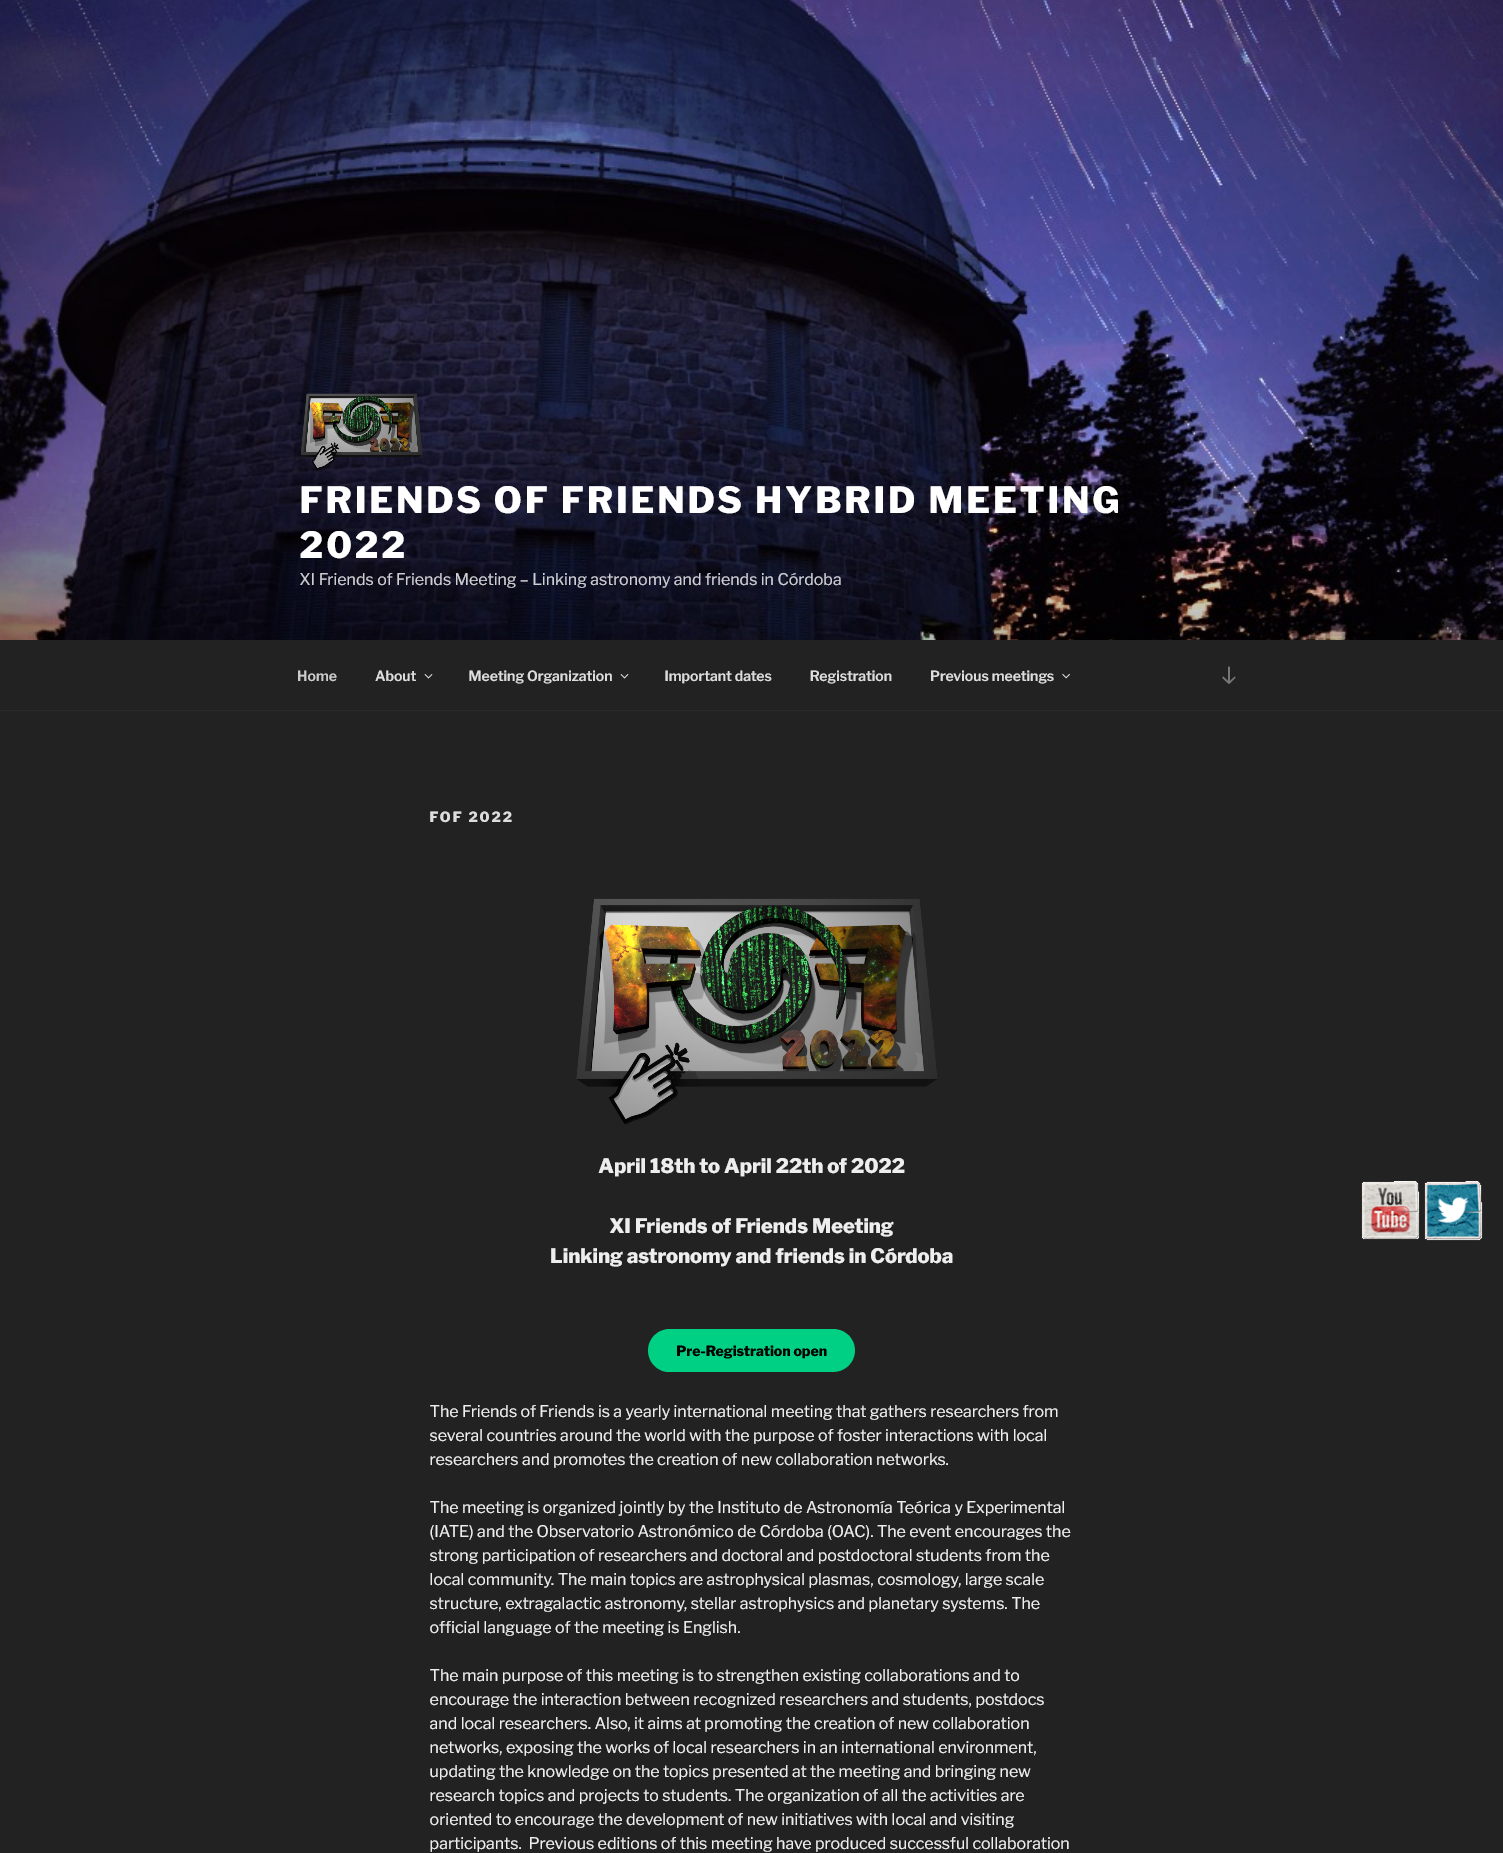 FOF
2022
FRIENDS OF FRIENDS HYBRID MEETING
2022
XI Friends of Friends Meeting – Linking astronomy and friends in Córdoba
Home About Meeting Organization Important dates Registration Previous meetings
FOF 2022
FOF
2022
April 18th to April 22th of 2022
You
Tube
XI Friends of Friends Meeting
Linking astronomy and friends in Córdoba
Pre-Registration open
The Friends of Friends is a yearly international meeting that gathers researchers from
several countries around the world with the purpose of foster interactions with local
researchers and promotes the creation of new collaboration networks.
The meeting is organized jointly by the Instituto de Astronomía Teórica y Experimental
(IATE) and the Observatorio Astronómico de Córdoba (OAC). The event encourages the
strong participation of researchers and doctoral and postdoctoral students from the
local community. The main topics are astrophysical plasmas, cosmology, large scale
structure, extragalactic astronomy, stellar astrophysics and planetary systems. The
official language of the meeting is English.
The main purpose of this meeting is to strengthen existing collaborations and to
encourage the interaction between recognized researchers and students, postdocs
and local researchers. Also, it aims at promoting the creation of new collaboration
networks, exposing the works of local researchers in an international environment,
updating the knowledge on the topics presented at the meeting and bringing new
research topics and projects to students. The organization of all the activities are
oriented to encourage the development of new initiatives with local and visiting
participants.  Previous editions of this meeting have produced successful collaboration